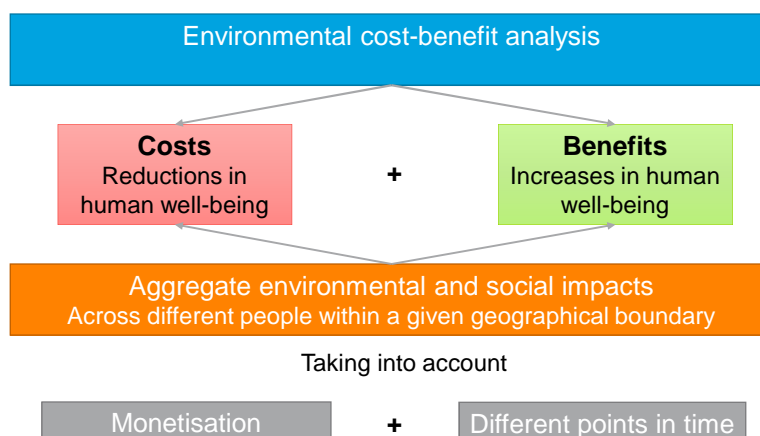 Environmental cost-benefit analysis
Costs
Reductions in
human well-being
+
Benefits
Increases in human
well-being
Aggregate environmental and social impacts
Across different people within a given geographical boundary
Taking into account
Monetisation
+
Different points in time